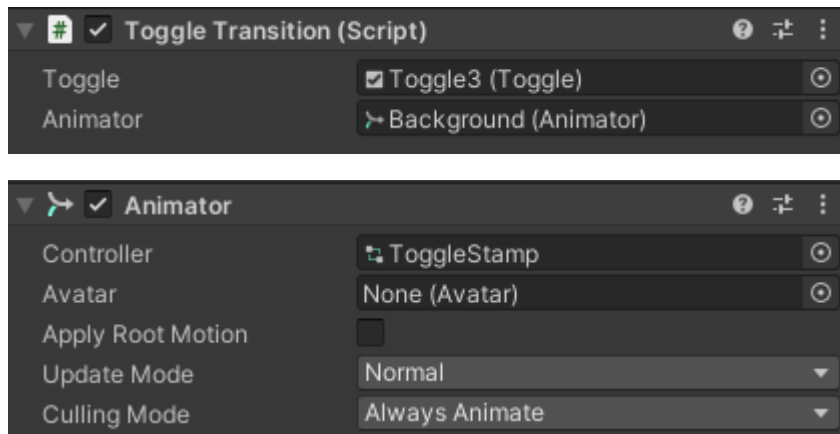 # Toggle Transition (Script)
Toggle Toggle3 (Toggle)
Animator Background (Animator)
Animator
Controller ToggleStamp
Avatar None (Avatar)
Apply Root Motion
Update Mode Normal
Culling Mode Always Animate